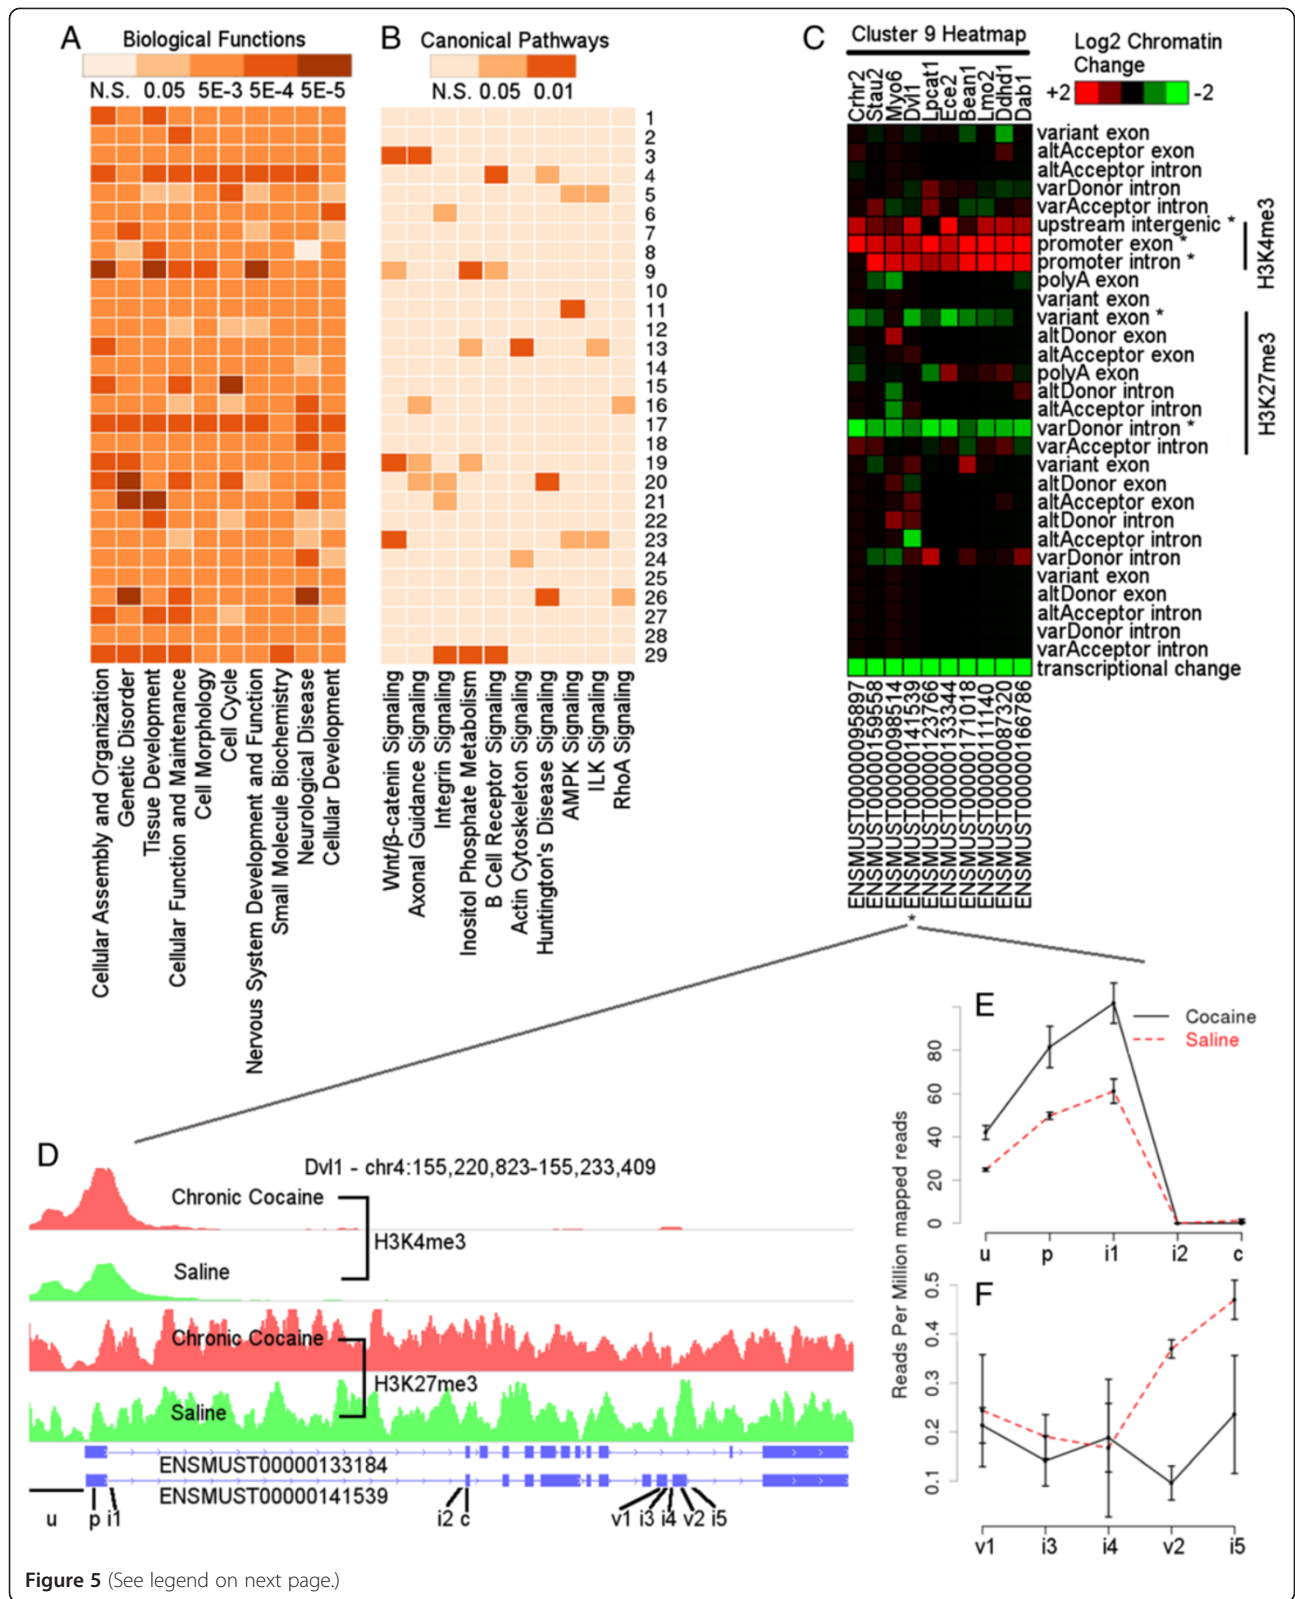 A
Biological Functions
N.S. 0.05 5E-3 5E-4 5E-5
B
Canonical Pathways
N.S. 0.05 0.01
1
2
3
4
5
6
7
8
9
10
11
12
13
14
15
16
17
18
19
20
21
22
23
24
25
26
27
28
29
Cellular Assembly and Organization
Genetic Disorder
Tissue Development
Cellular Function and Maintenance
Cell Morphology
Cell Cycle
Nervous System Development and Function
Small Molecule Biochemistry
Neurological Disease
Cellular Development
Wnt/β-catenin Signaling
Axonal Guidance Signaling
Integrin Signaling
Inositol Phosphate Metabolism
B Cell Receptor Signaling
Actin Cytoskeleton Signaling
Huntington's Disease Signaling
AMPK Signaling
ILK Signaling
RhoA Signaling
C
Cluster 9 Heatmap
Log2 Chromatin
Change
+2 -2
Crhr2
Stau2
Myo6
Dvl1
Lpcat1
Ece2
Bean1
Lmo2
Ddhd1
Dab1
variant exon
altAcceptor exon
altAcceptor intron
varDonor intron
varAcceptor intron
upstream intergenic *
promoter exon *
promoter intron *
polyA exon
variant exon
variant exon *
altDonor exon
altAcceptor exon
polyA exon
altDonor intron
altAcceptor intron
varDonor intron *
varAcceptor intron
variant exon
altDonor exon
altAcceptor exon
altDonor intron
altAcceptor intron
varDonor intron
variant exon
altDonor exon
altAcceptor intron
varDonor intron
varAcceptor intron
transcriptional change
H3K4me3
H3K27me3
ENSMUST00000095897
ENSMUST00000159558
ENSMUST00000098514
ENSMUST00000141539
ENSMUST00000123766
ENSMUST00000133344
ENSMUST00000171018
ENSMUST00000111140
ENSMUST00000087320
ENSMUST00000166786
*
D
Dvl1 - chr4:155,220,823-155,233,409
Chronic Cocaine
H3K4me3
Saline
Chronic Cocaine
H3K27me3
Saline
ENSMUST00000133184
ENSMUST00000141539
u p i1 i2 c v1 i3 i4 v2 i5
E
Cocaine
Saline
Reads Per Million mapped reads
80
60
40
20
0
u p i1 i2 c
F
0.5
0.4
0.3
0.2
0.1
v1 i3 i4 v2 i5
Figure 5 (See legend on next page.)